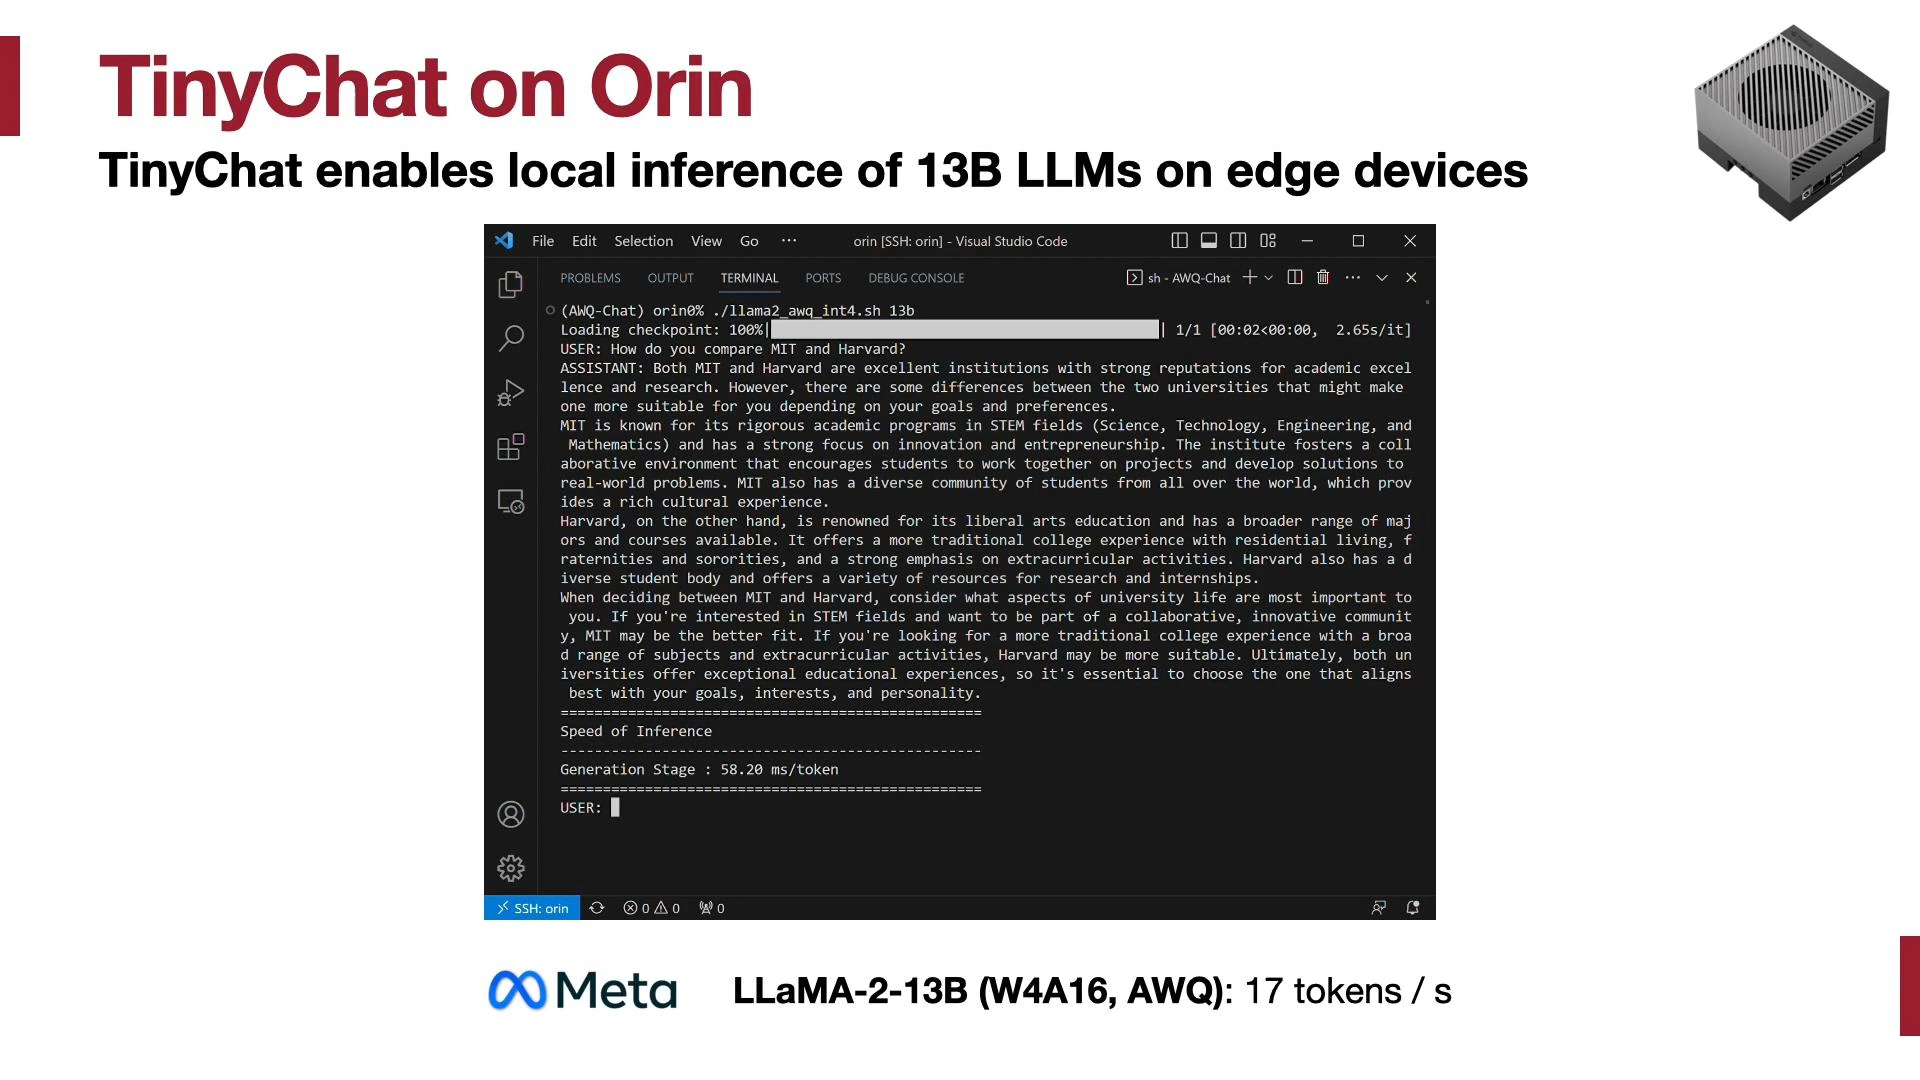 TinyChat on Orin
TinyChat enables local inference of 13B LLMs on edge devices
File Edit Selection View Go ··· orin [SSH: orin] - Visual Studio Code
PROBLEMS OUTPUT TERMINAL PORTS DEBUG CONSOLE sh - AWQ-Chat
(AWQ-Chat) orin0% ./llama2_awq_int4.sh 13b
Loading checkpoint: 100%| | 1/1 [00:02<00:00, 2.65s/it]
USER: How do you compare MIT and Harvard?
ASSISTANT: Both MIT and Harvard are excellent institutions with strong reputations for academic excel
lence and research. However, there are some differences between the two universities that might make
one more suitable for you depending on your goals and preferences.
MIT is known for its rigorous academic programs in STEM fields (Science, Technology, Engineering, and
Mathematics) and has a strong focus on innovation and entrepreneurship. The institute fosters a coll
aborative environment that encourages students to work together on projects and develop solutions to
real-world problems. MIT also has a diverse community of students from all over the world, which prov
ides a rich cultural experience.
Harvard, on the other hand, is renowned for its liberal arts education and has a broader range of maj
ors and courses available. It offers a more traditional college experience with residential living, f
raternities and sororities, and a strong emphasis on extracurricular activities. Harvard also has a d
iverse student body and offers a variety of resources for research and internships.
When deciding between MIT and Harvard, consider what aspects of university life are most important to
you. If you're interested in STEM fields and want to be part of a collaborative, innovative communit
y, MIT may be the better fit. If you're looking for a more traditional college experience with a broa
d range of subjects and extracurricular activities, Harvard may be more suitable. Ultimately, both un
iversities offer exceptional educational experiences, so it's essential to choose the one that aligns
best with your goals, interests, and personality.
==================================================
Speed of Inference
--------------------------------------------------
Generation Stage : 58.20 ms/token
==================================================
USER:
SSH: orin 0 0 0
Meta LLaMA-2-13B (W4A16, AWQ): 17 tokens / s